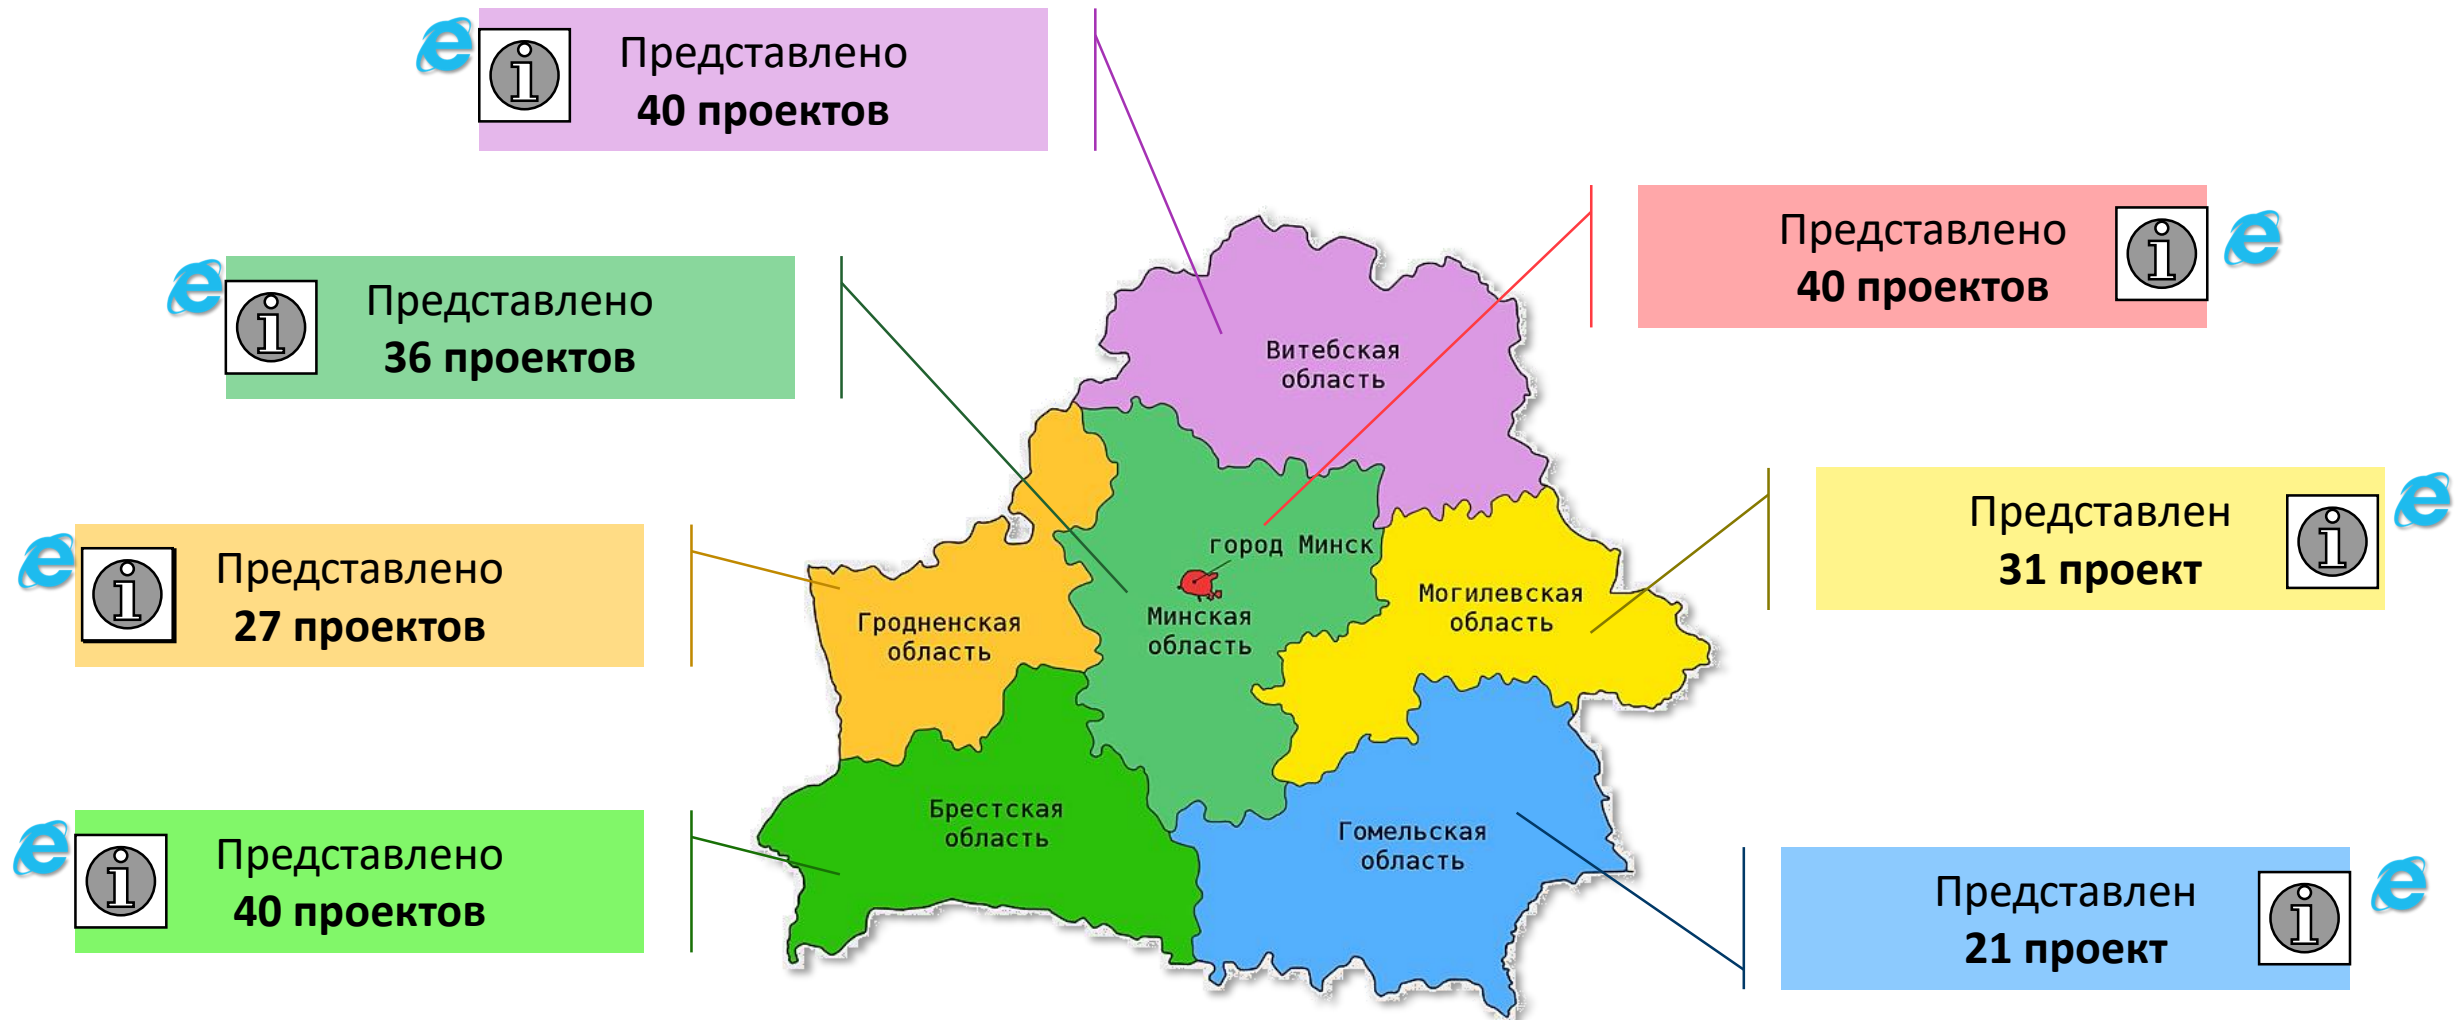 Представлено
40 проектов
Представлено
40 проектов
Представлено
36 проектов
Витебская
область
Представлен
31 проект
Представлено
27 проектов
город Минск
Могилевская
область
Гродненская
область
Минская
область
Представлено
40 проектов
Брестская
область
Гомельская
область
Представлен
21 проект